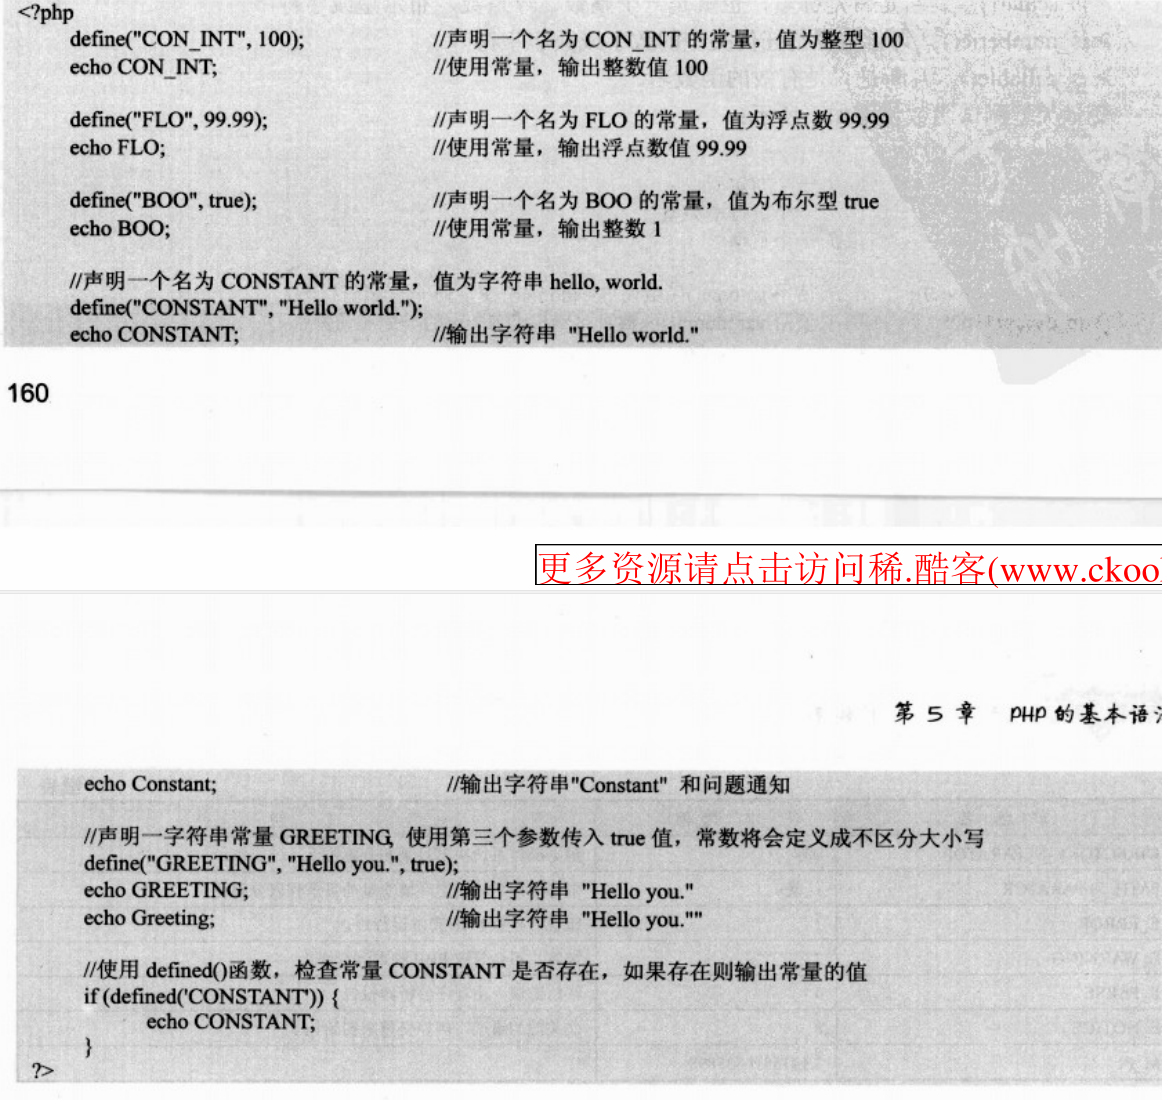 <?php
define("CON_INT", 100); //声明一个名为 CON_INT 的常量，值为整型 100
echo CON_INT; //使用常量，输出整数值 100
define("FLO", 99.99); //声明一个名为 FLO 的常量，值为浮点数 99.99
echo FLO; //使用常量，输出浮点数值 99.99
define("BOO", true); //声明一个名为 BOO 的常量，值为布尔型 true
echo BOO; //使用常量，输出整数 1
//声明一个名为 CONSTANT 的常量，值为字符串 hello, world.
define("CONSTANT", "Hello world.");
echo CONSTANT; //输出字符串 "Hello world."
160
更多资源请点击访问稀.酷客(www.ckool
第 5 章 PHP 的基本语
echo Constant; //输出字符串"Constant" 和问题通知
//声明一字符串常量 GREETING, 使用第三个参数传入 true 值，常数将会定义成不区分大小写
define("GREETING", "Hello you.", true);
echo GREETING; //输出字符串 "Hello you."
echo Greeting; //输出字符串 "Hello you.""
//使用 defined()函数，检查常量 CONSTANT 是否存在，如果存在则输出常量的值
if (defined('CONSTANT')) {
echo CONSTANT;
}
?>